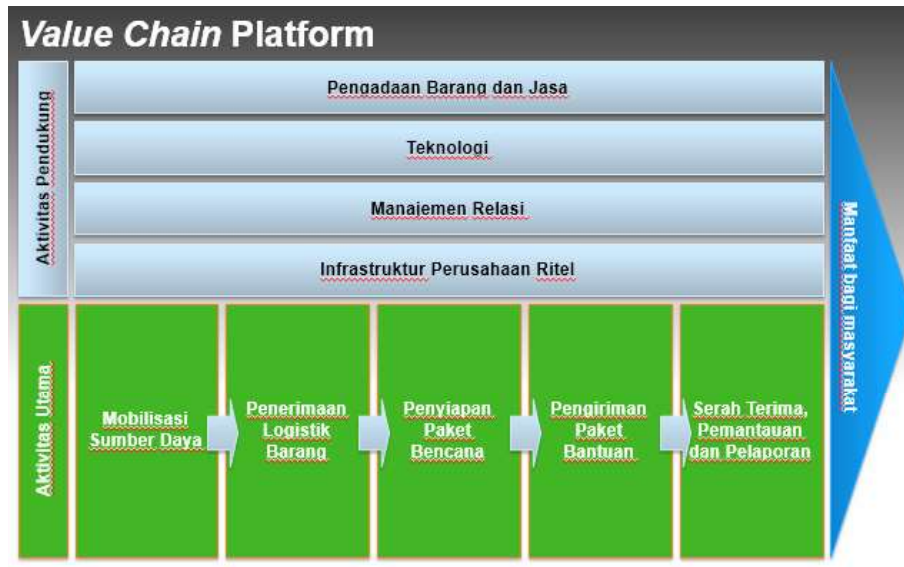 Value Chain Platform
Aktivitas Pendukung
Pengadaan Barang dan Jasa
Teknologi
Manajemen Relasi
Infrastruktur Perusahaan Ritel
Aktivitas Utama
Mobilisasi
Sumber Daya
Penerimaan
Logistik
Barang
Penyiapan
Paket
Bencana
Pengiriman
Paket
Bantuan
Serah Terima,
Pemantauan
dan Pelaporan
Manfaat bagi masyarakat